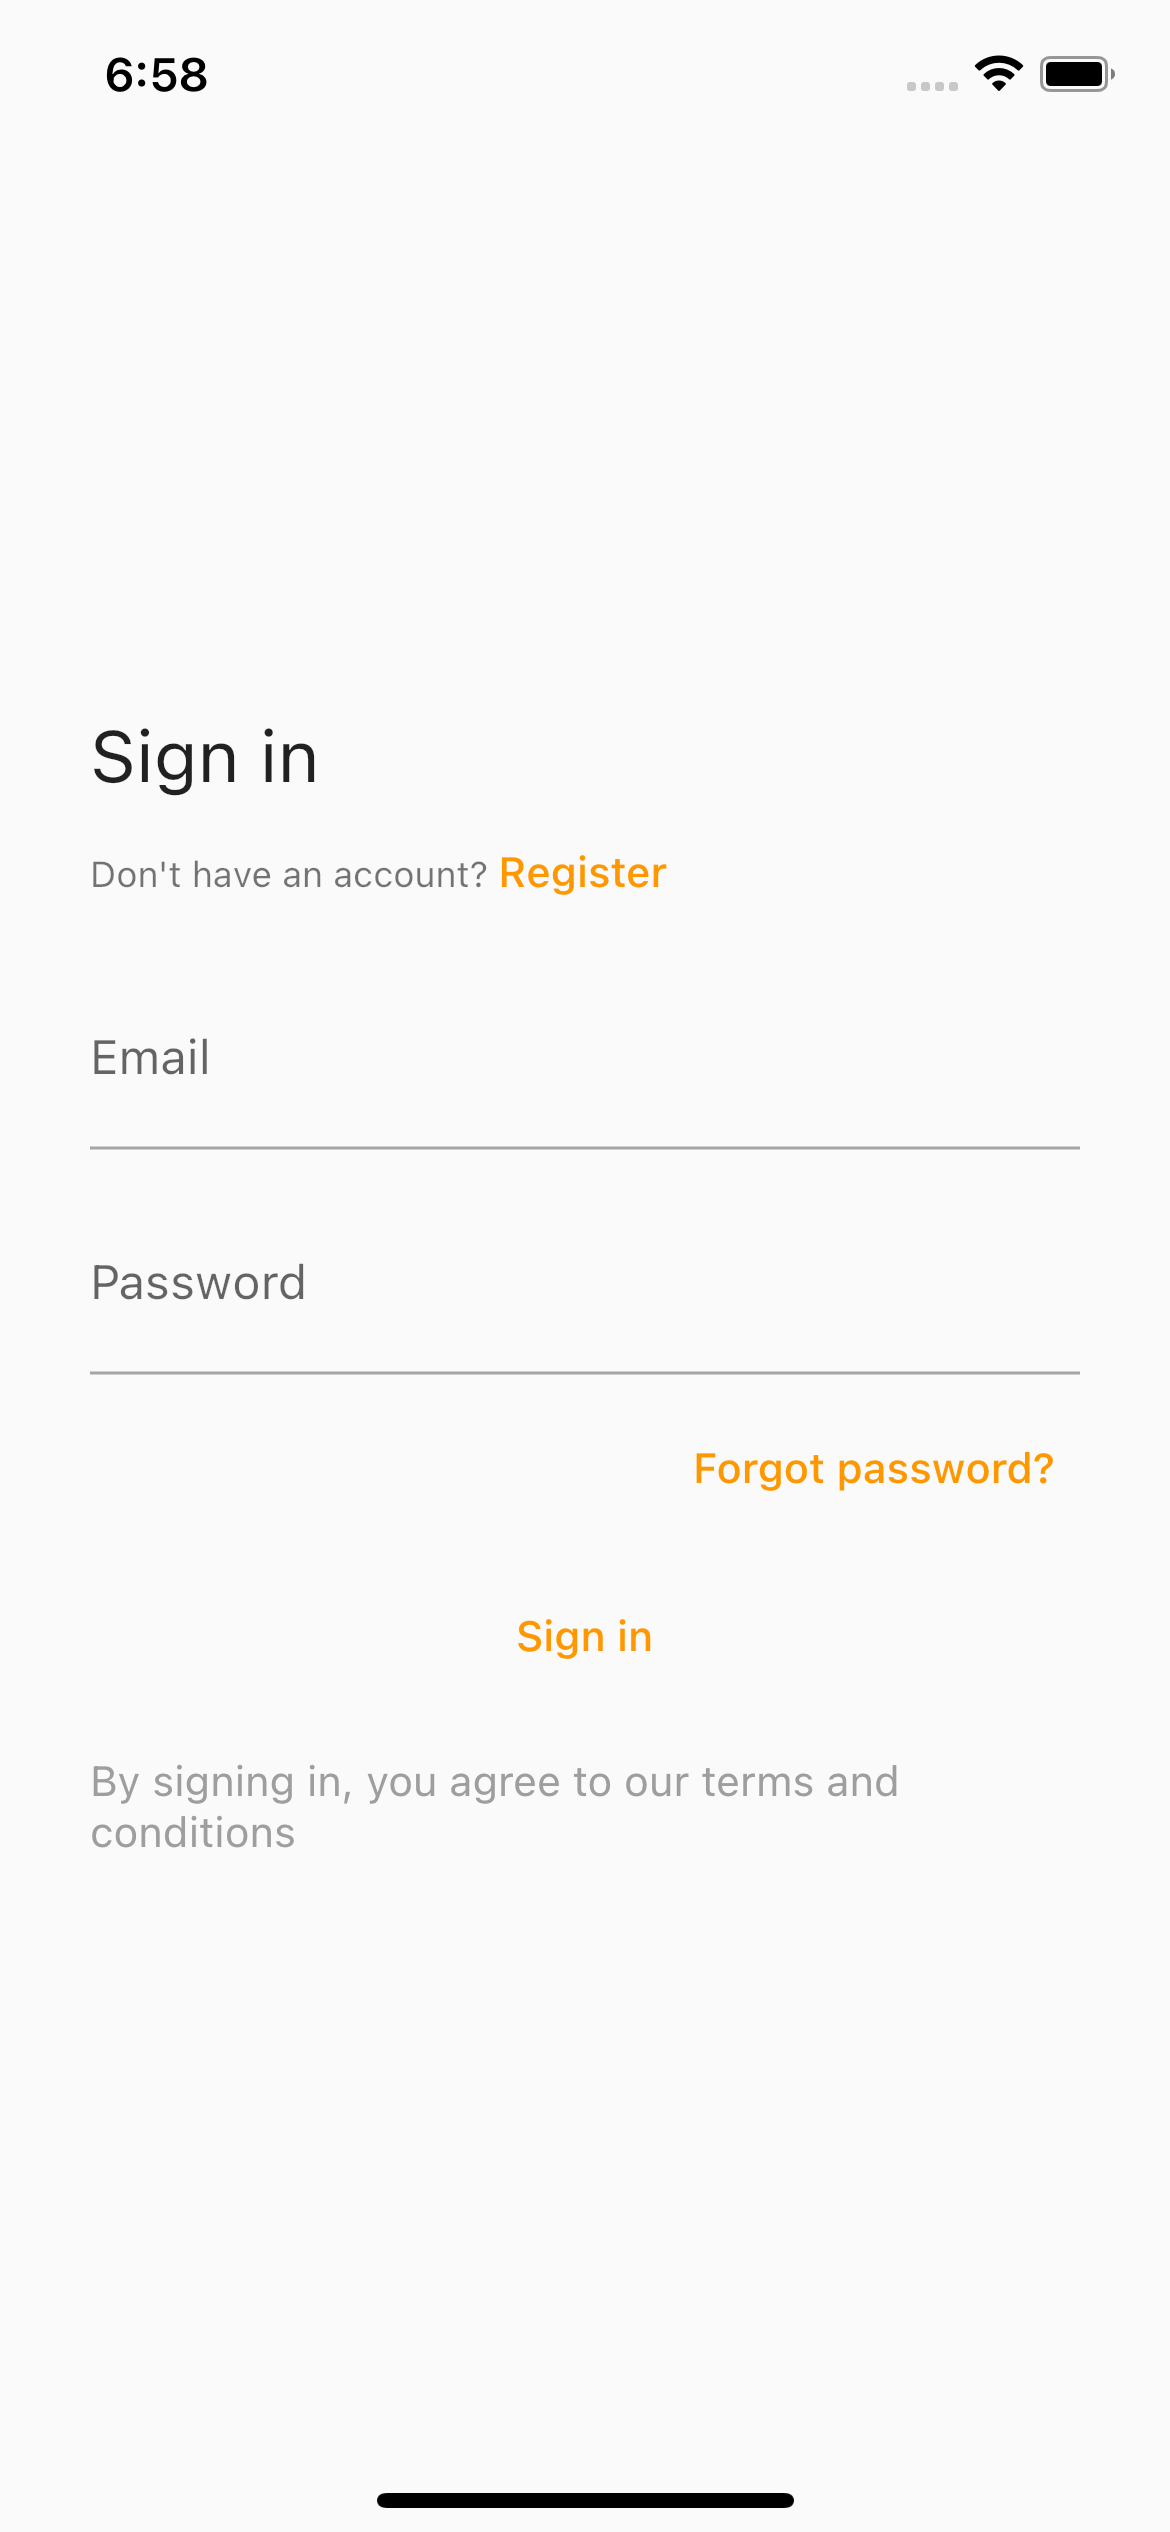 6:58
Sign in
Don't have an account? Register
Email
Password
Forgot password?
Sign in
By signing in, you agree to our terms and
conditions